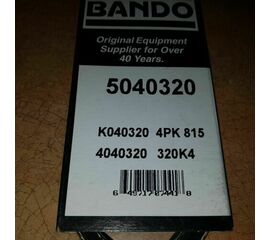 BANDO
Original Equipment
Supplier for Over
40 Years.
5040320
K040320 4PK 815
4040320 320K4